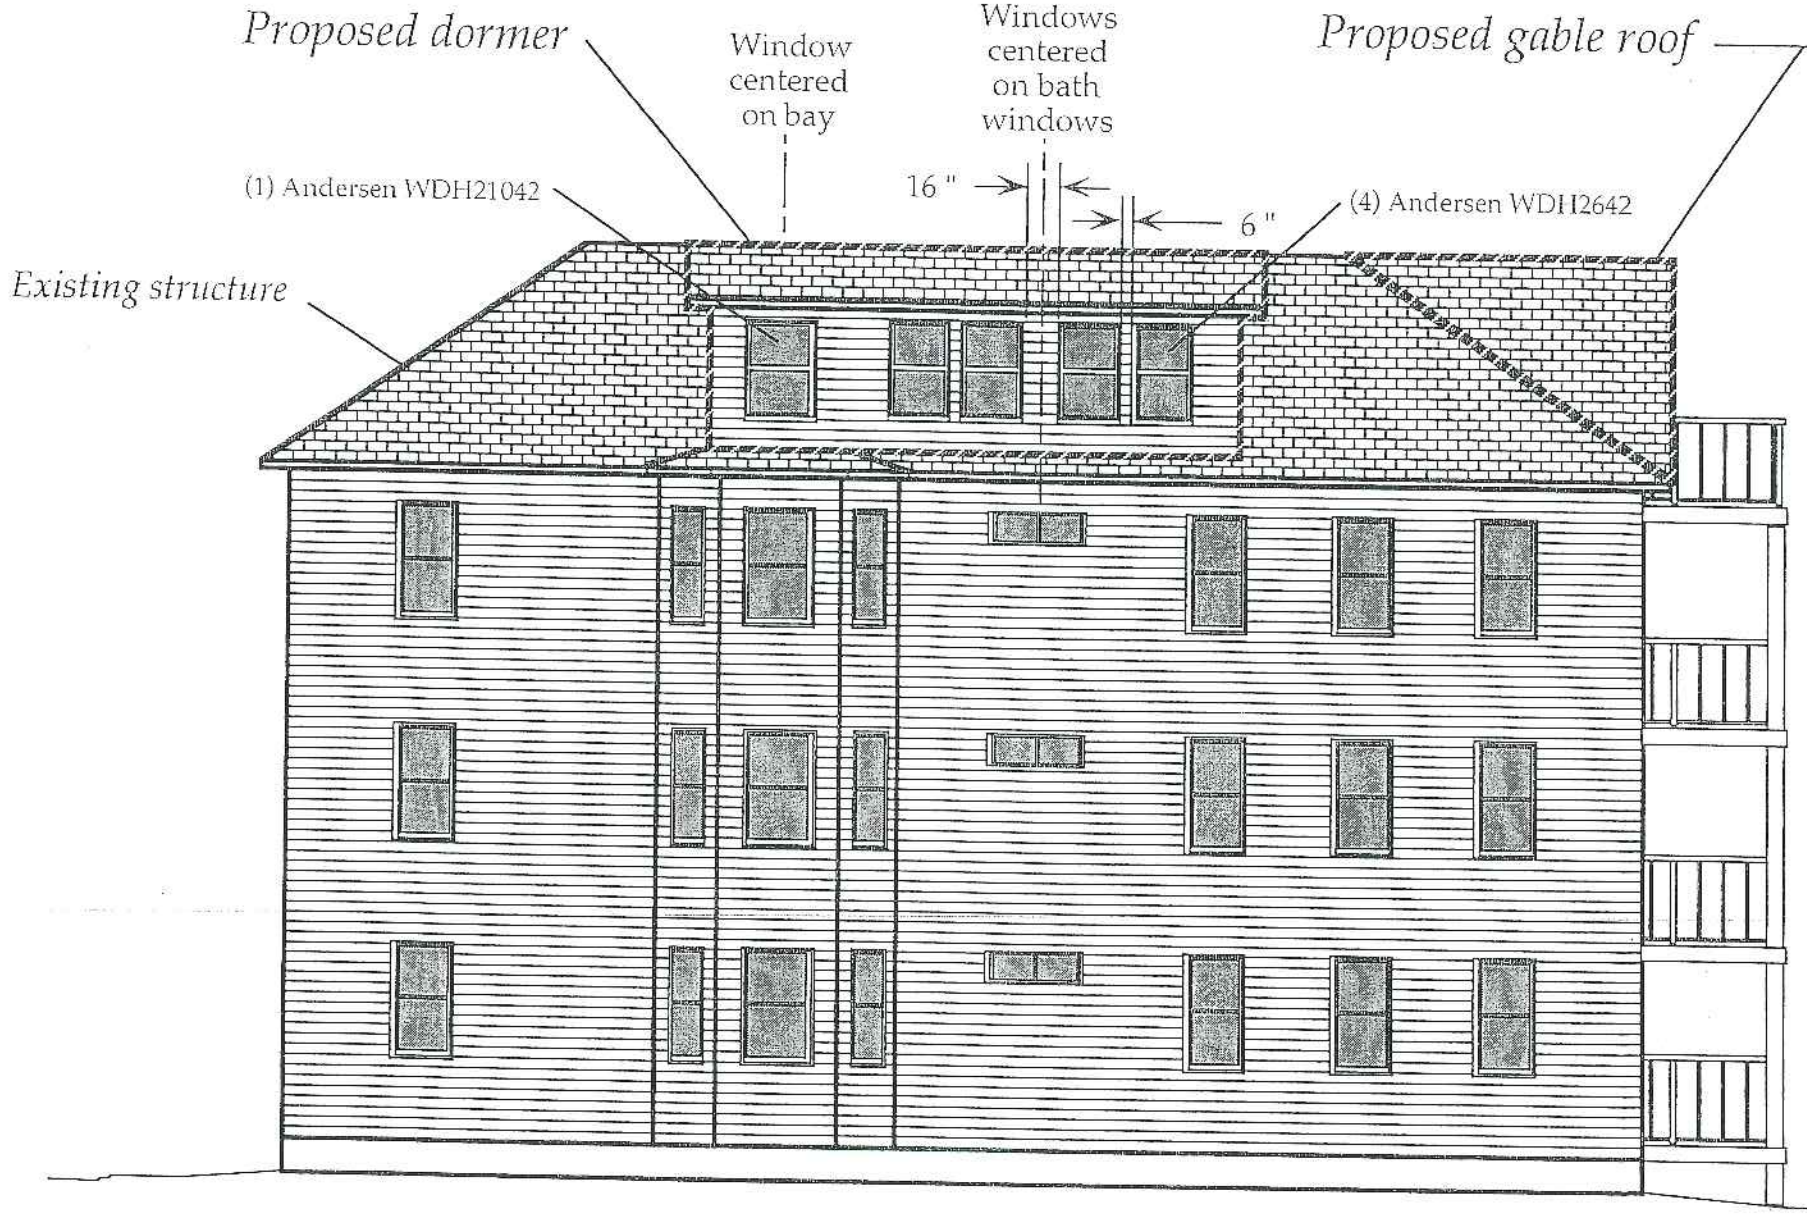 Proposed dormer
Window
centered
on bay
Windows
centered
on bath
windows
Proposed gable roof
(1) Andersen WDH21042
16 "
6 "
(4) Andersen WDH2642
Existing structure